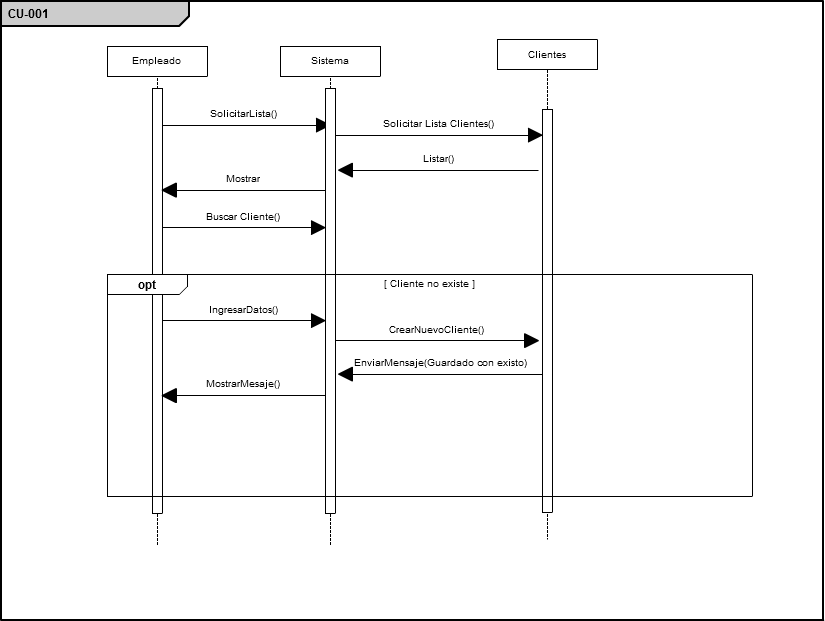 CU-001
Empleado
Sistema
Clientes
SolicitarLista()
Solicitar Lista Clientes()
Listar()
Mostrar
Buscar Cliente()
opt
[ Cliente no existe ]
IngresarDatos()
CrearNuevoCliente()
EnviarMensaje(Guardado con existo)
MostrarMesaje()